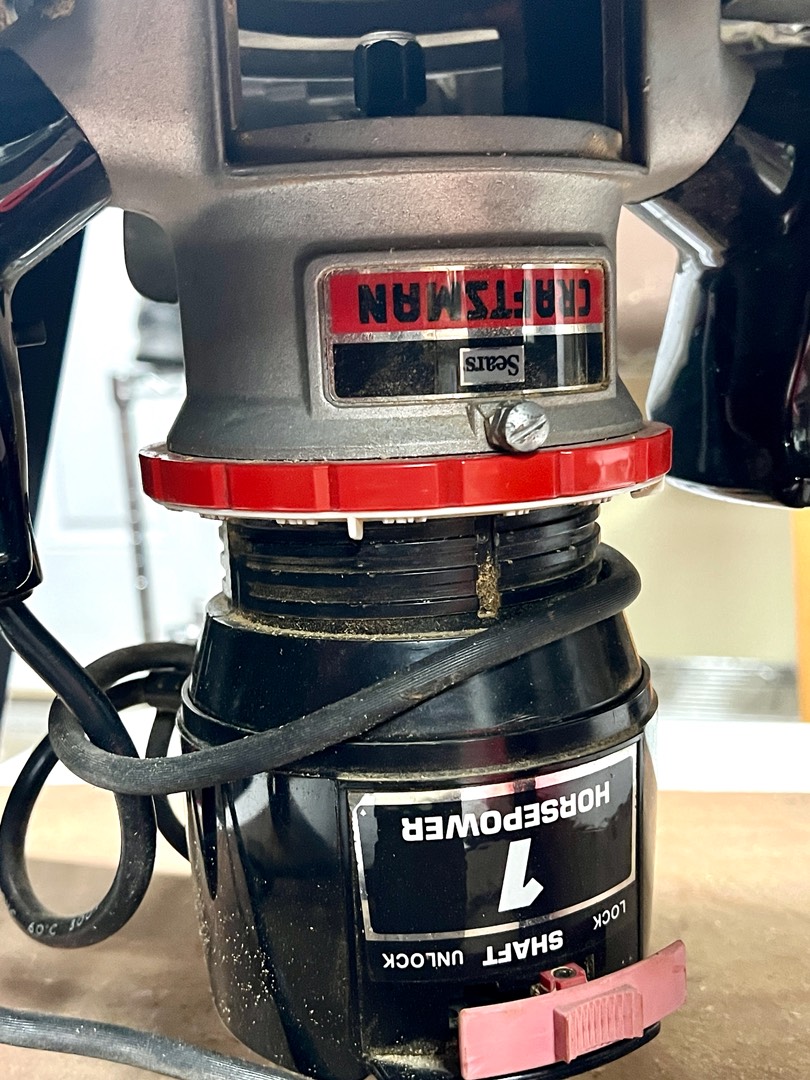 CRAFTSMAN
Sears
HORSEPOWER
1
LOCK
SHAFT UNLOCK